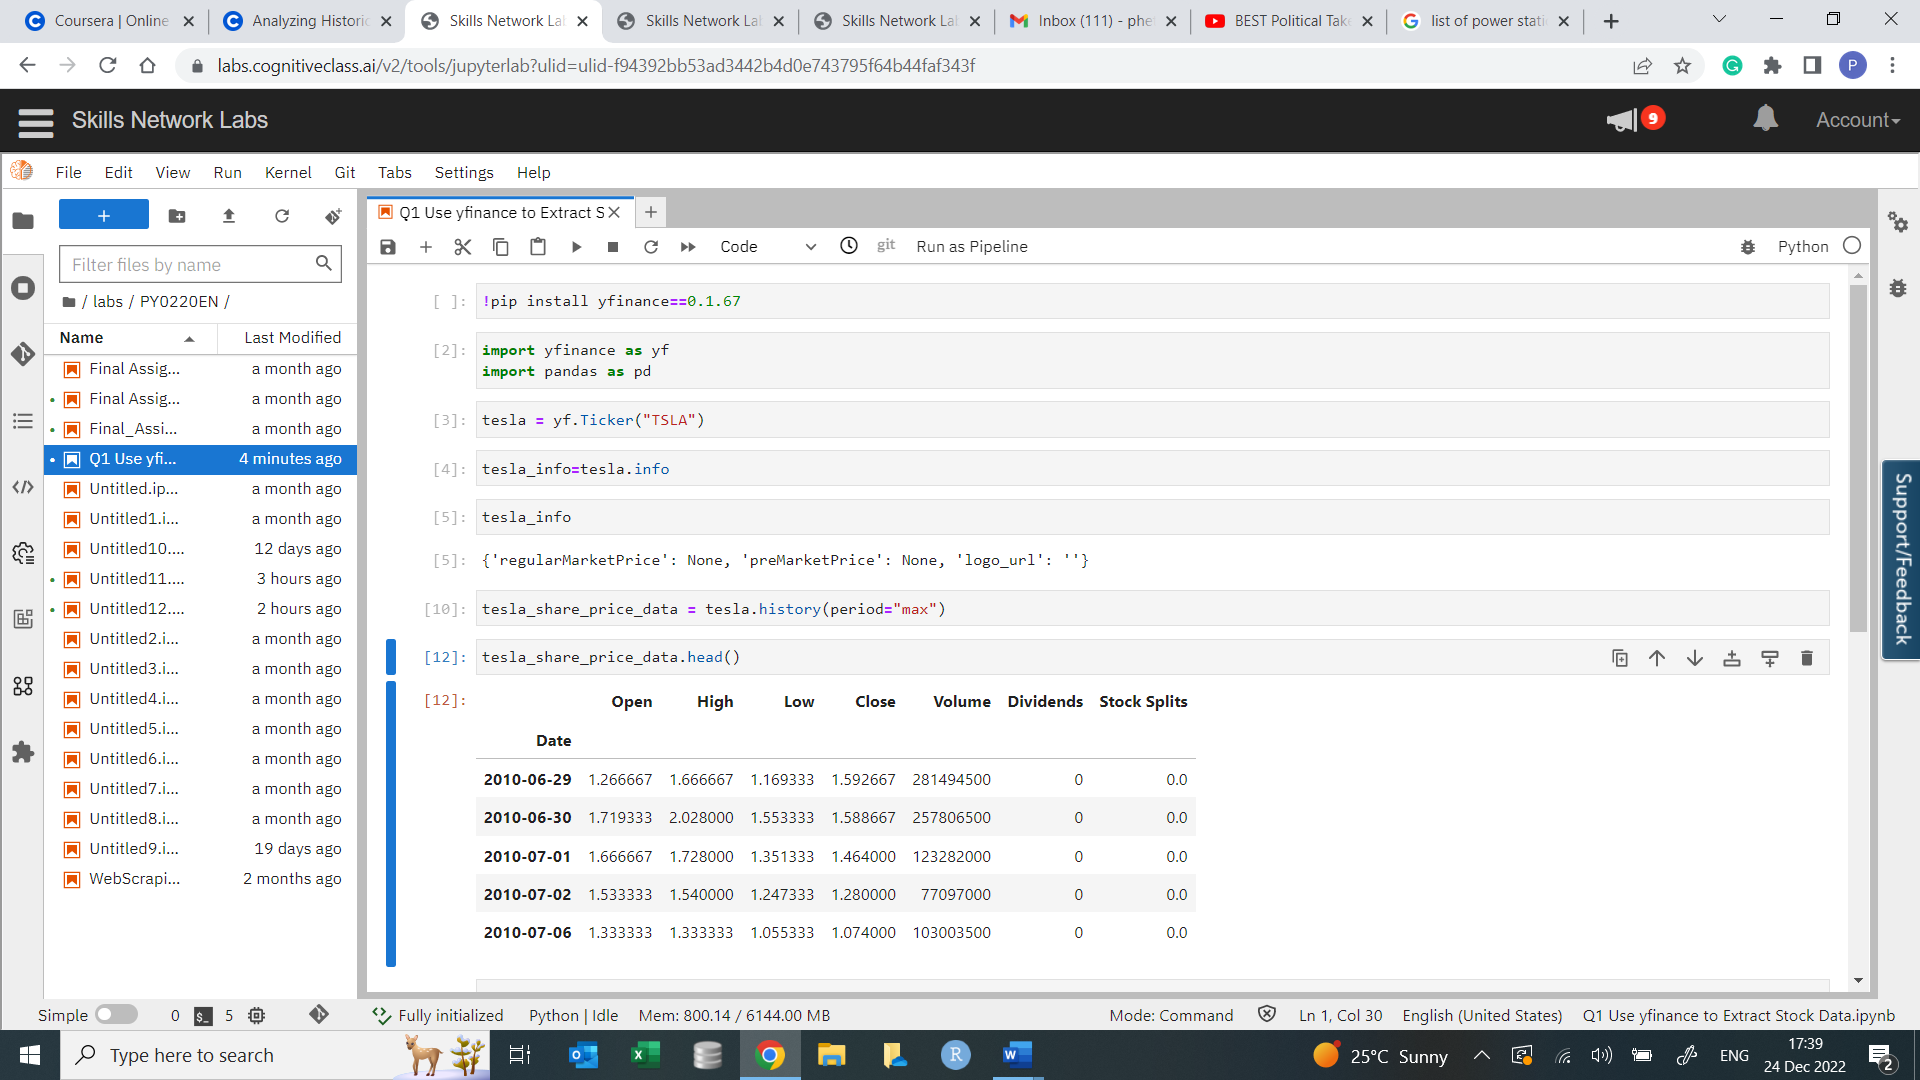 Coursera | Online
Analyzing Historic
Skills Network La
Skills Network La
Skills Network La
Inbox (111) - phe
BEST Political Take
list of power stati
labs.cognitiveclass.ai/v2/tools/jupyterlab?ulid=ulid-f94392bb53ad3442b4d0e743795f64b44faf343f
P
Skills Network Labs
9
Account
File Edit View Run Kernel Git Tabs Settings Help
Q1 Use yfinance to Extract S
Filter files by name
/ labs / PY0220EN /
Code
git
Run as Pipeline
Python
Name Last Modified
Final Assig... a month ago
Final Assig... a month ago
Final_Assi... a month ago
Q1 Use yfi... 4 minutes ago
Untitled.ip... a month ago
Untitled1.i... a month ago
Untitled10.... 12 days ago
Untitled11.... 3 hours ago
Untitled12.... 2 hours ago
Untitled2.i... a month ago
Untitled3.i... a month ago
Untitled4.i... a month ago
Untitled5.i... a month ago
Untitled6.i... a month ago
Untitled7.i... a month ago
Untitled8.i... a month ago
Untitled9.i... 19 days ago
WebScrapi... 2 months ago
[ ]: !pip install yfinance==0.1.67
[2]: import yfinance as yf
import pandas as pd
[3]: tesla = yf.Ticker("TSLA")
[4]: tesla_info=tesla.info
[5]: tesla_info
[5]: {'regularMarketPrice': None, 'preMarketPrice': None, 'logo_url': ''}
[10]: tesla_share_price_data = tesla.history(period="max")
[12]: tesla_share_price_data.head()
[12]: Open High Low Close Volume Dividends Stock Splits
Date
2010-06-29 1.266667 1.666667 1.169333 1.592667 281494500 0 0.0
2010-06-30 1.719333 2.028000 1.553333 1.588667 257806500 0 0.0
2010-07-01 1.666667 1.728000 1.351333 1.464000 123282000 0 0.0
2010-07-02 1.533333 1.540000 1.247333 1.280000 77097000 0 0.0
2010-07-06 1.333333 1.333333 1.055333 1.074000 103003500 0 0.0
Support/Feedback
Simple 0 $_ 5 Fully initialized Python | Idle Mem: 800.14 / 6144.00 MB Mode: Command Ln 1, Col 30 English (United States) Q1 Use yfinance to Extract Stock Data.ipynb
Type here to search
25°C Sunny
ENG
17:39
24 Dec 2022
2